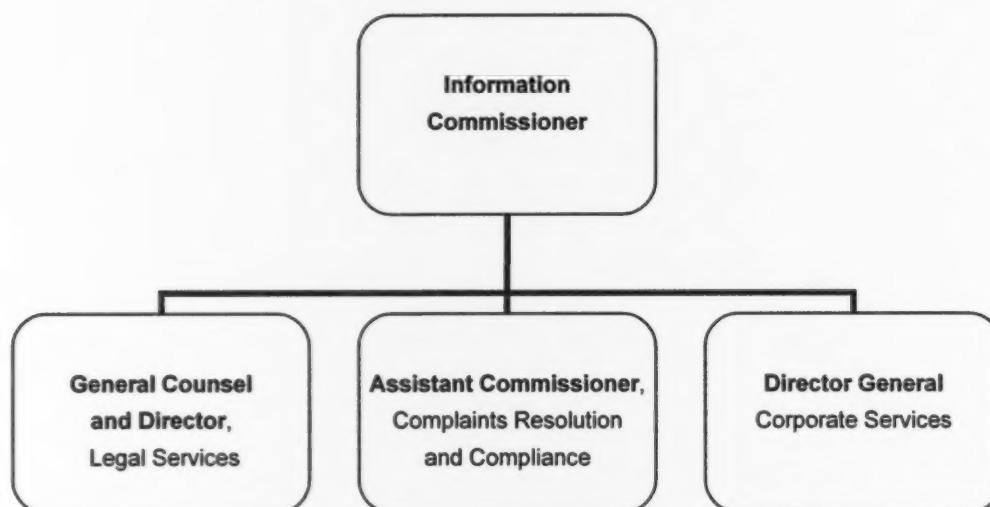 Information
Commissioner
General Counsel
and Director,
Legal Services
Assistant Commissioner,
Complaints Resolution
and Compliance
Director General
Corporate Services